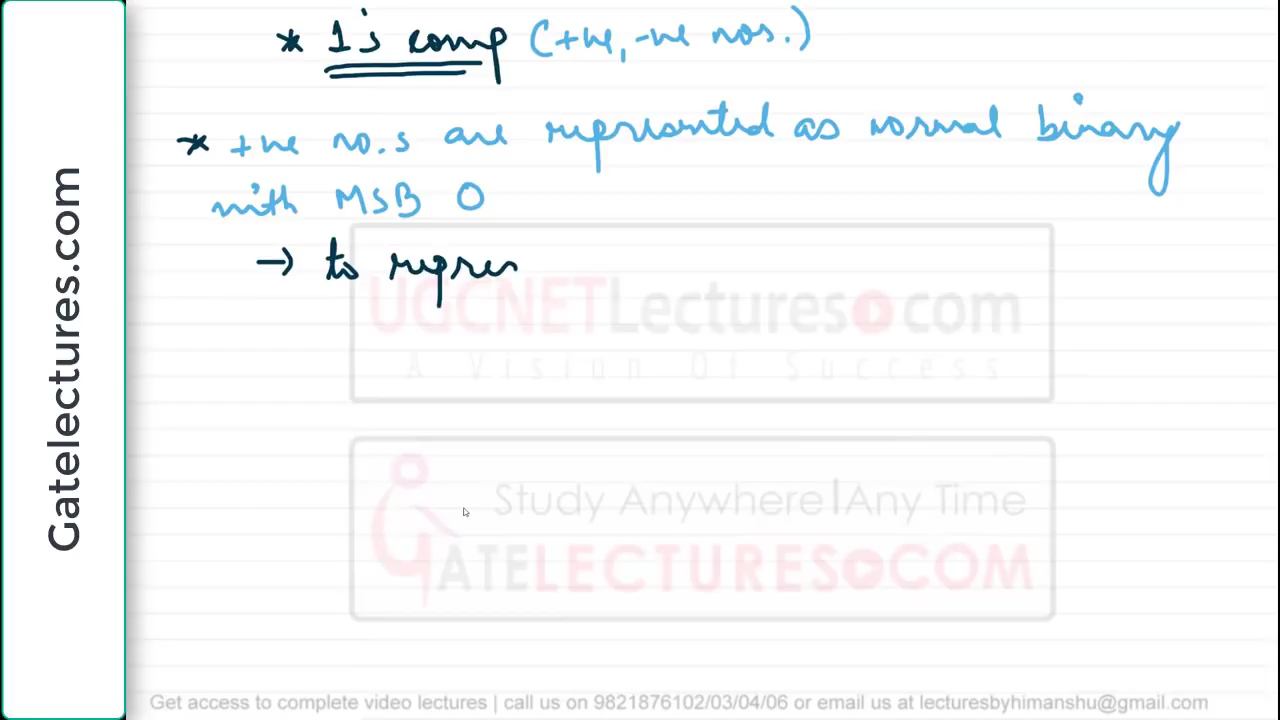 * 1's comp (+ve, -ve nos.)
* +ve no.s are represented as normal binary
with MSB 0
→ to repres
UGCNETLectures.com
A Vision Of Success
Study Anywhere|Any Time
GATELECTURES.COM
Get access to complete video lectures | call us on 9821876102/03/04/06 or email us at lecturesbyhimanshu@gmail.com
Gatelectures.com